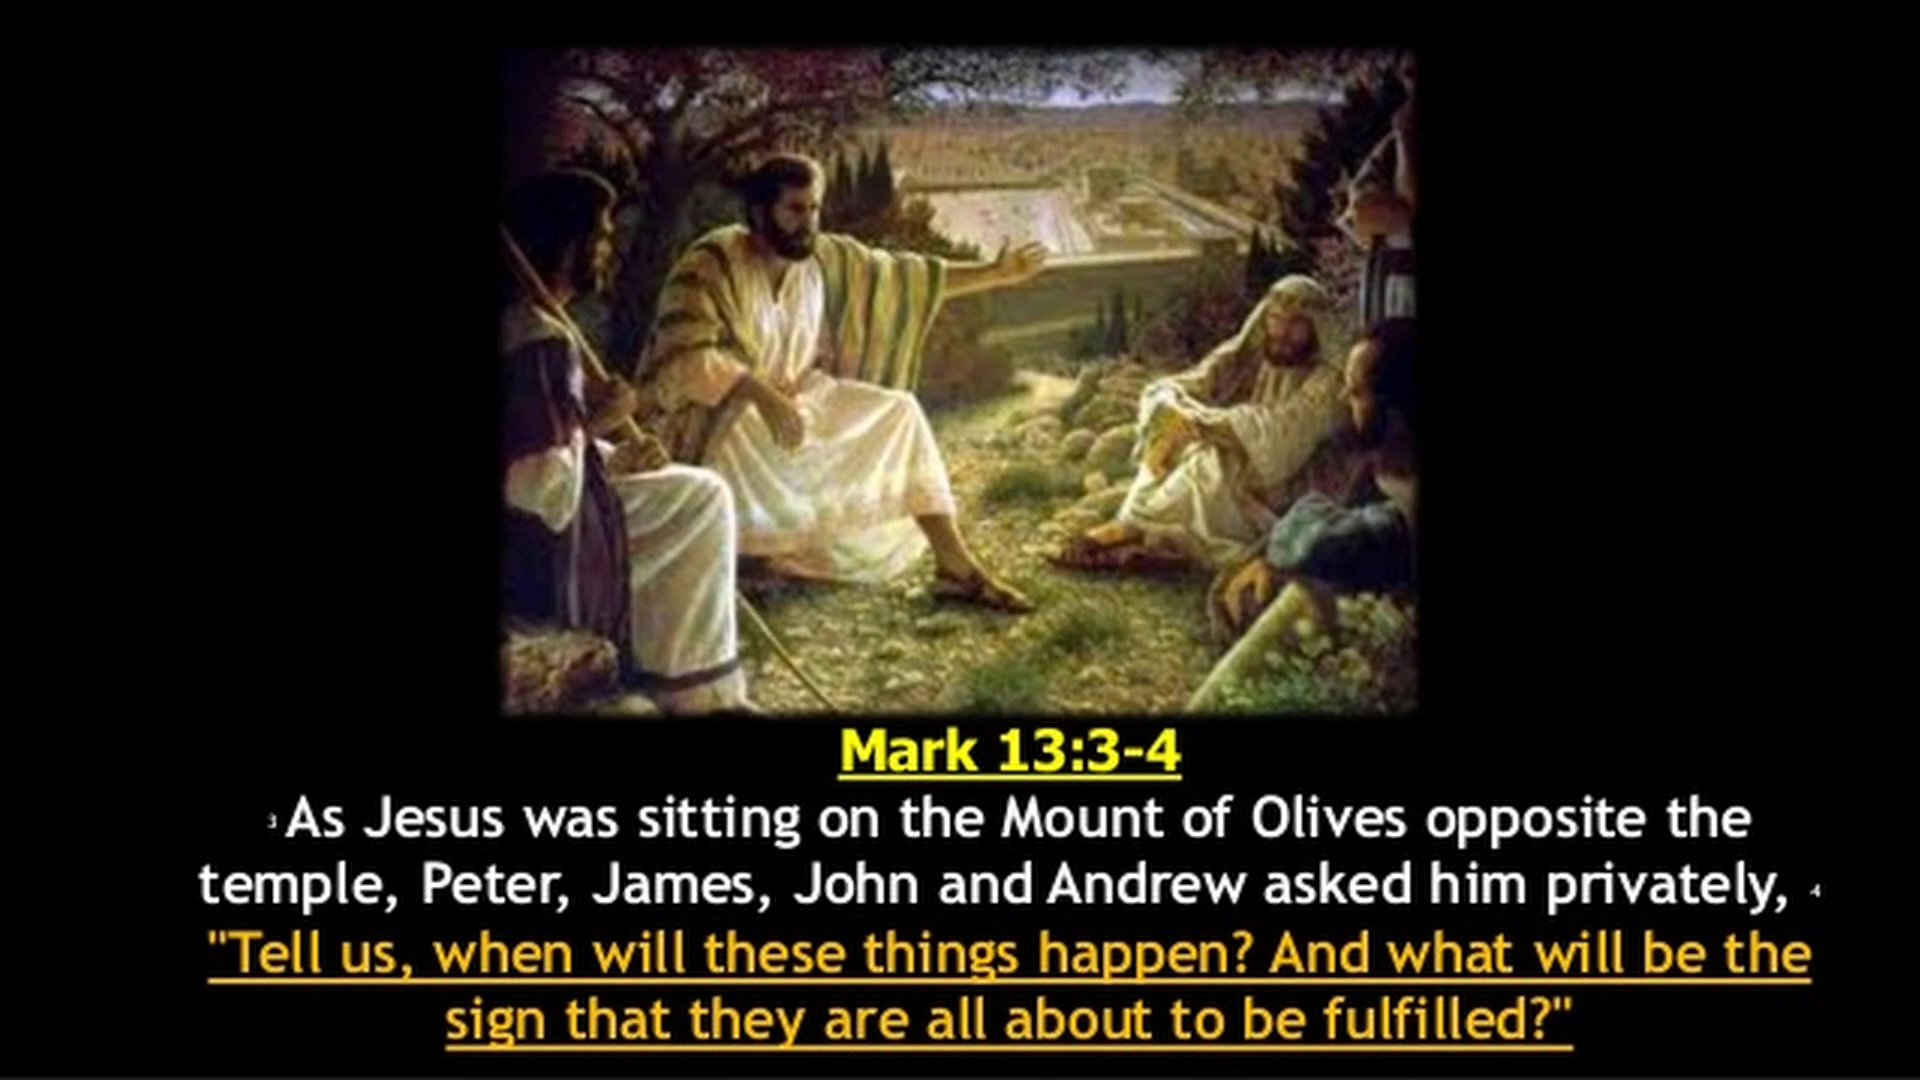 Mark 13:3-4
3 As Jesus was sitting on the Mount of Olives opposite the
temple, Peter, James, John and Andrew asked him privately, 4
"Tell us, when will these things happen? And what will be the
sign that they are all about to be fulfilled?"